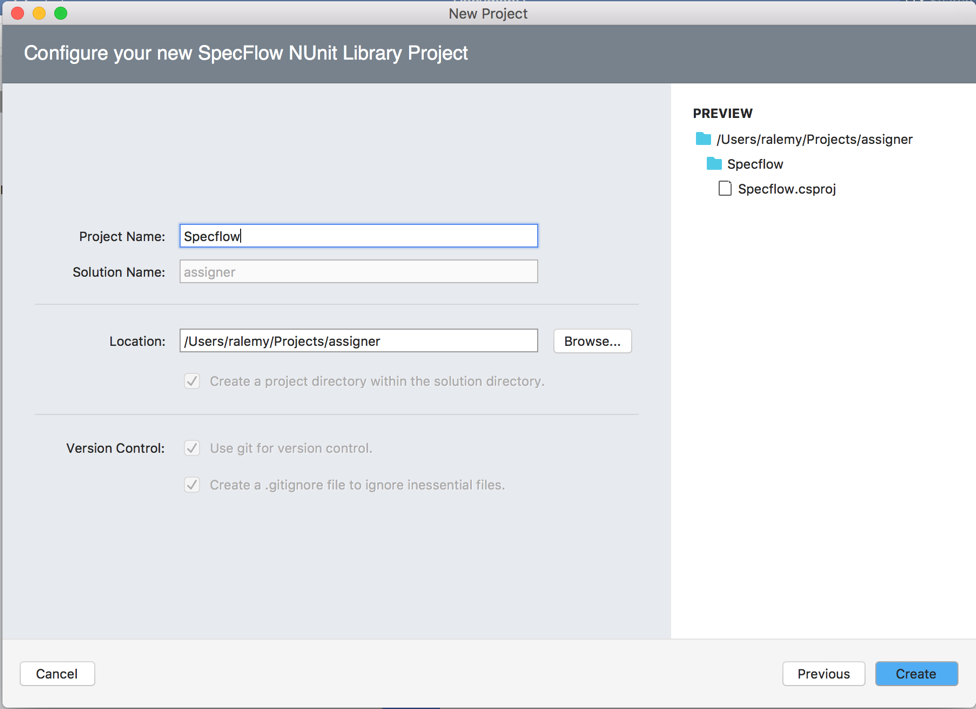 New Project
Configure your new SpecFlow NUnit Library Project
PREVIEW
/Users/ralemy/Projects/assigner
Specflow
Specflow.csproj
Project Name: Specflow
Solution Name: assigner
Location: /Users/ralemy/Projects/assigner Browse...
Create a project directory within the solution directory.
Version Control: Use git for version control.
Create a .gitignore file to ignore inessential files.
Cancel Previous Create